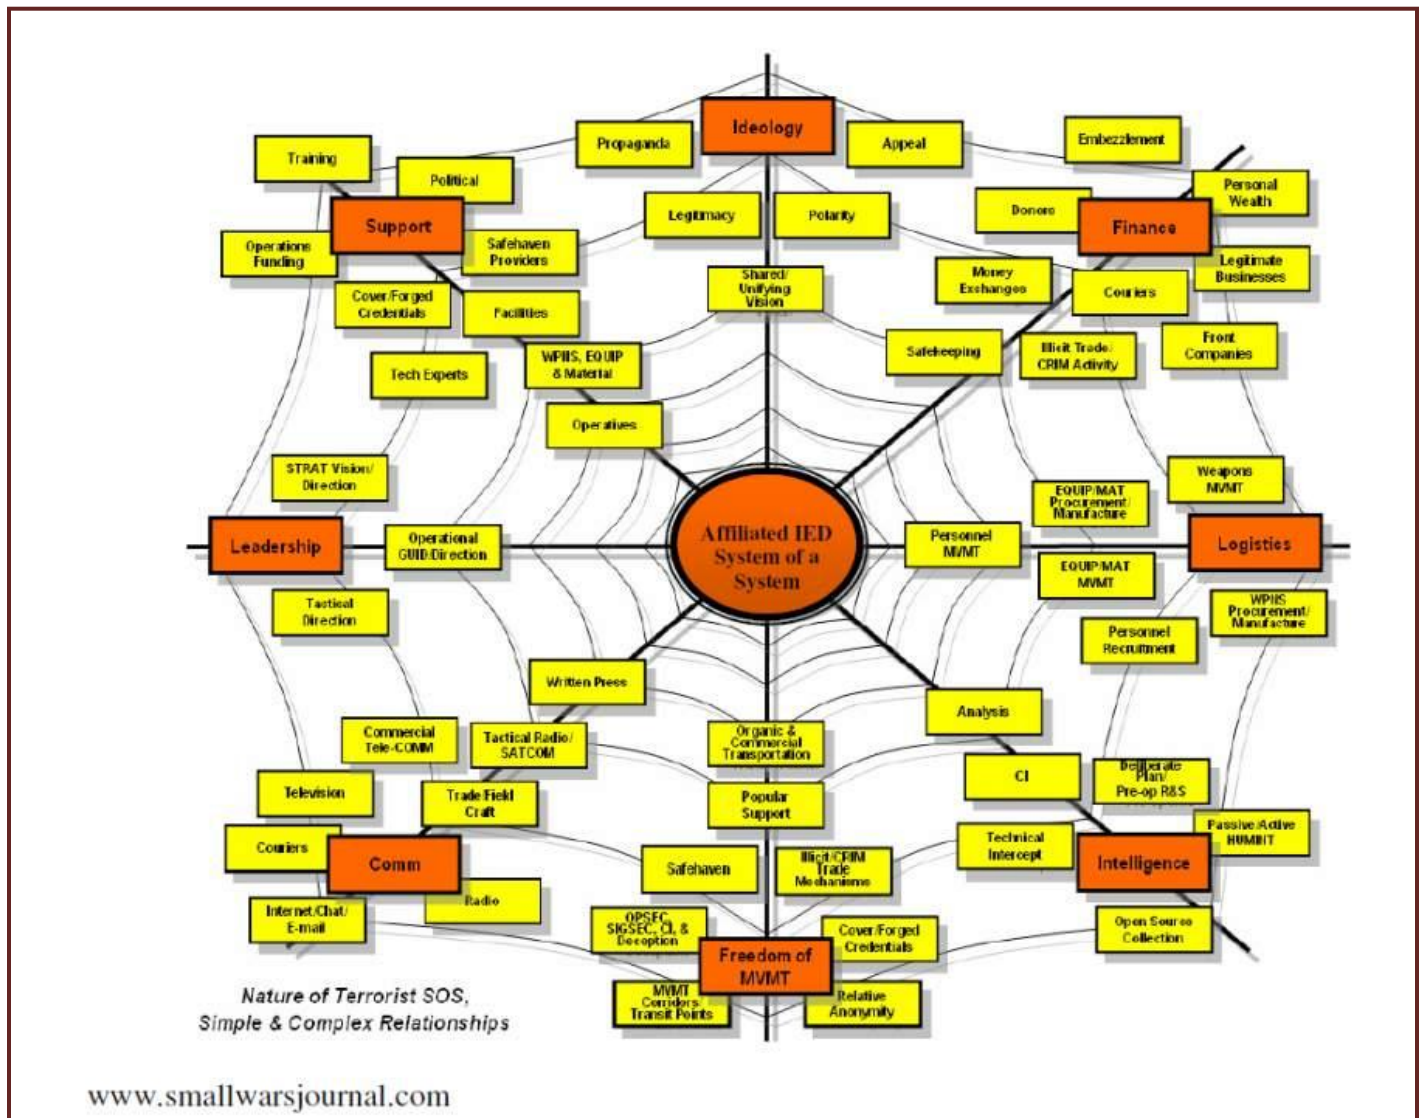 Ideology
Propaganda
Appeal
Embezzlement
Training
Political
Personal
Wealth
Legitimacy
Polarity
Donors
Support
Finance
Operations
Funding
Safehaven
Providers
Legitimate
Businesses
Shared/
Unifying
Vision
Money
Exchanges
Couriers
Cover/Forged
Credentials
Facilities
Safekeeping
Illicit Trade/
CRIM Activity
Front
Companies
WPNS, EQUIP
& Material
Tech Experts
Operatives
STRAT Vision/
Direction
Weapons
MVMT
EQUIP/MAT
Procurement/
Manufacture
Leadership
Operational
GUID/Direction
Affiliated IED
System of a
System
Personnel
MVMT
Logistics
EQUIP/MAT
MVMT
Tactical
Direction
WPNS
Procurement/
Manufacture
Personnel
Recruitment
Written Press
Analysis
Commercial
Tele-COMM
Tactical Radio/
SATCOM
Organic &
Commercial
Transportation
CI
Deliberate
Plan/
Pre-op R&S
Television
Trade/Field
Craft
Popular
Support
Couriers
Technical
Intercept
Passive/Active
HUMINT
Comm
Safehaven
Illicit/CRIM
Trade
Mechanisms
Intelligence
Internet/Chat/
E-mail
Radio
OPSEC,
SIGSEC, CI, &
Deception
Cover/Forged
Credentials
Open Source
Collection
Freedom of
MVMT
MVMT
Corridors/
Transit Points
Relative
Anonymity
Nature of Terrorist SOS,
Simple & Complex Relationships
www.smallwarsjournal.com